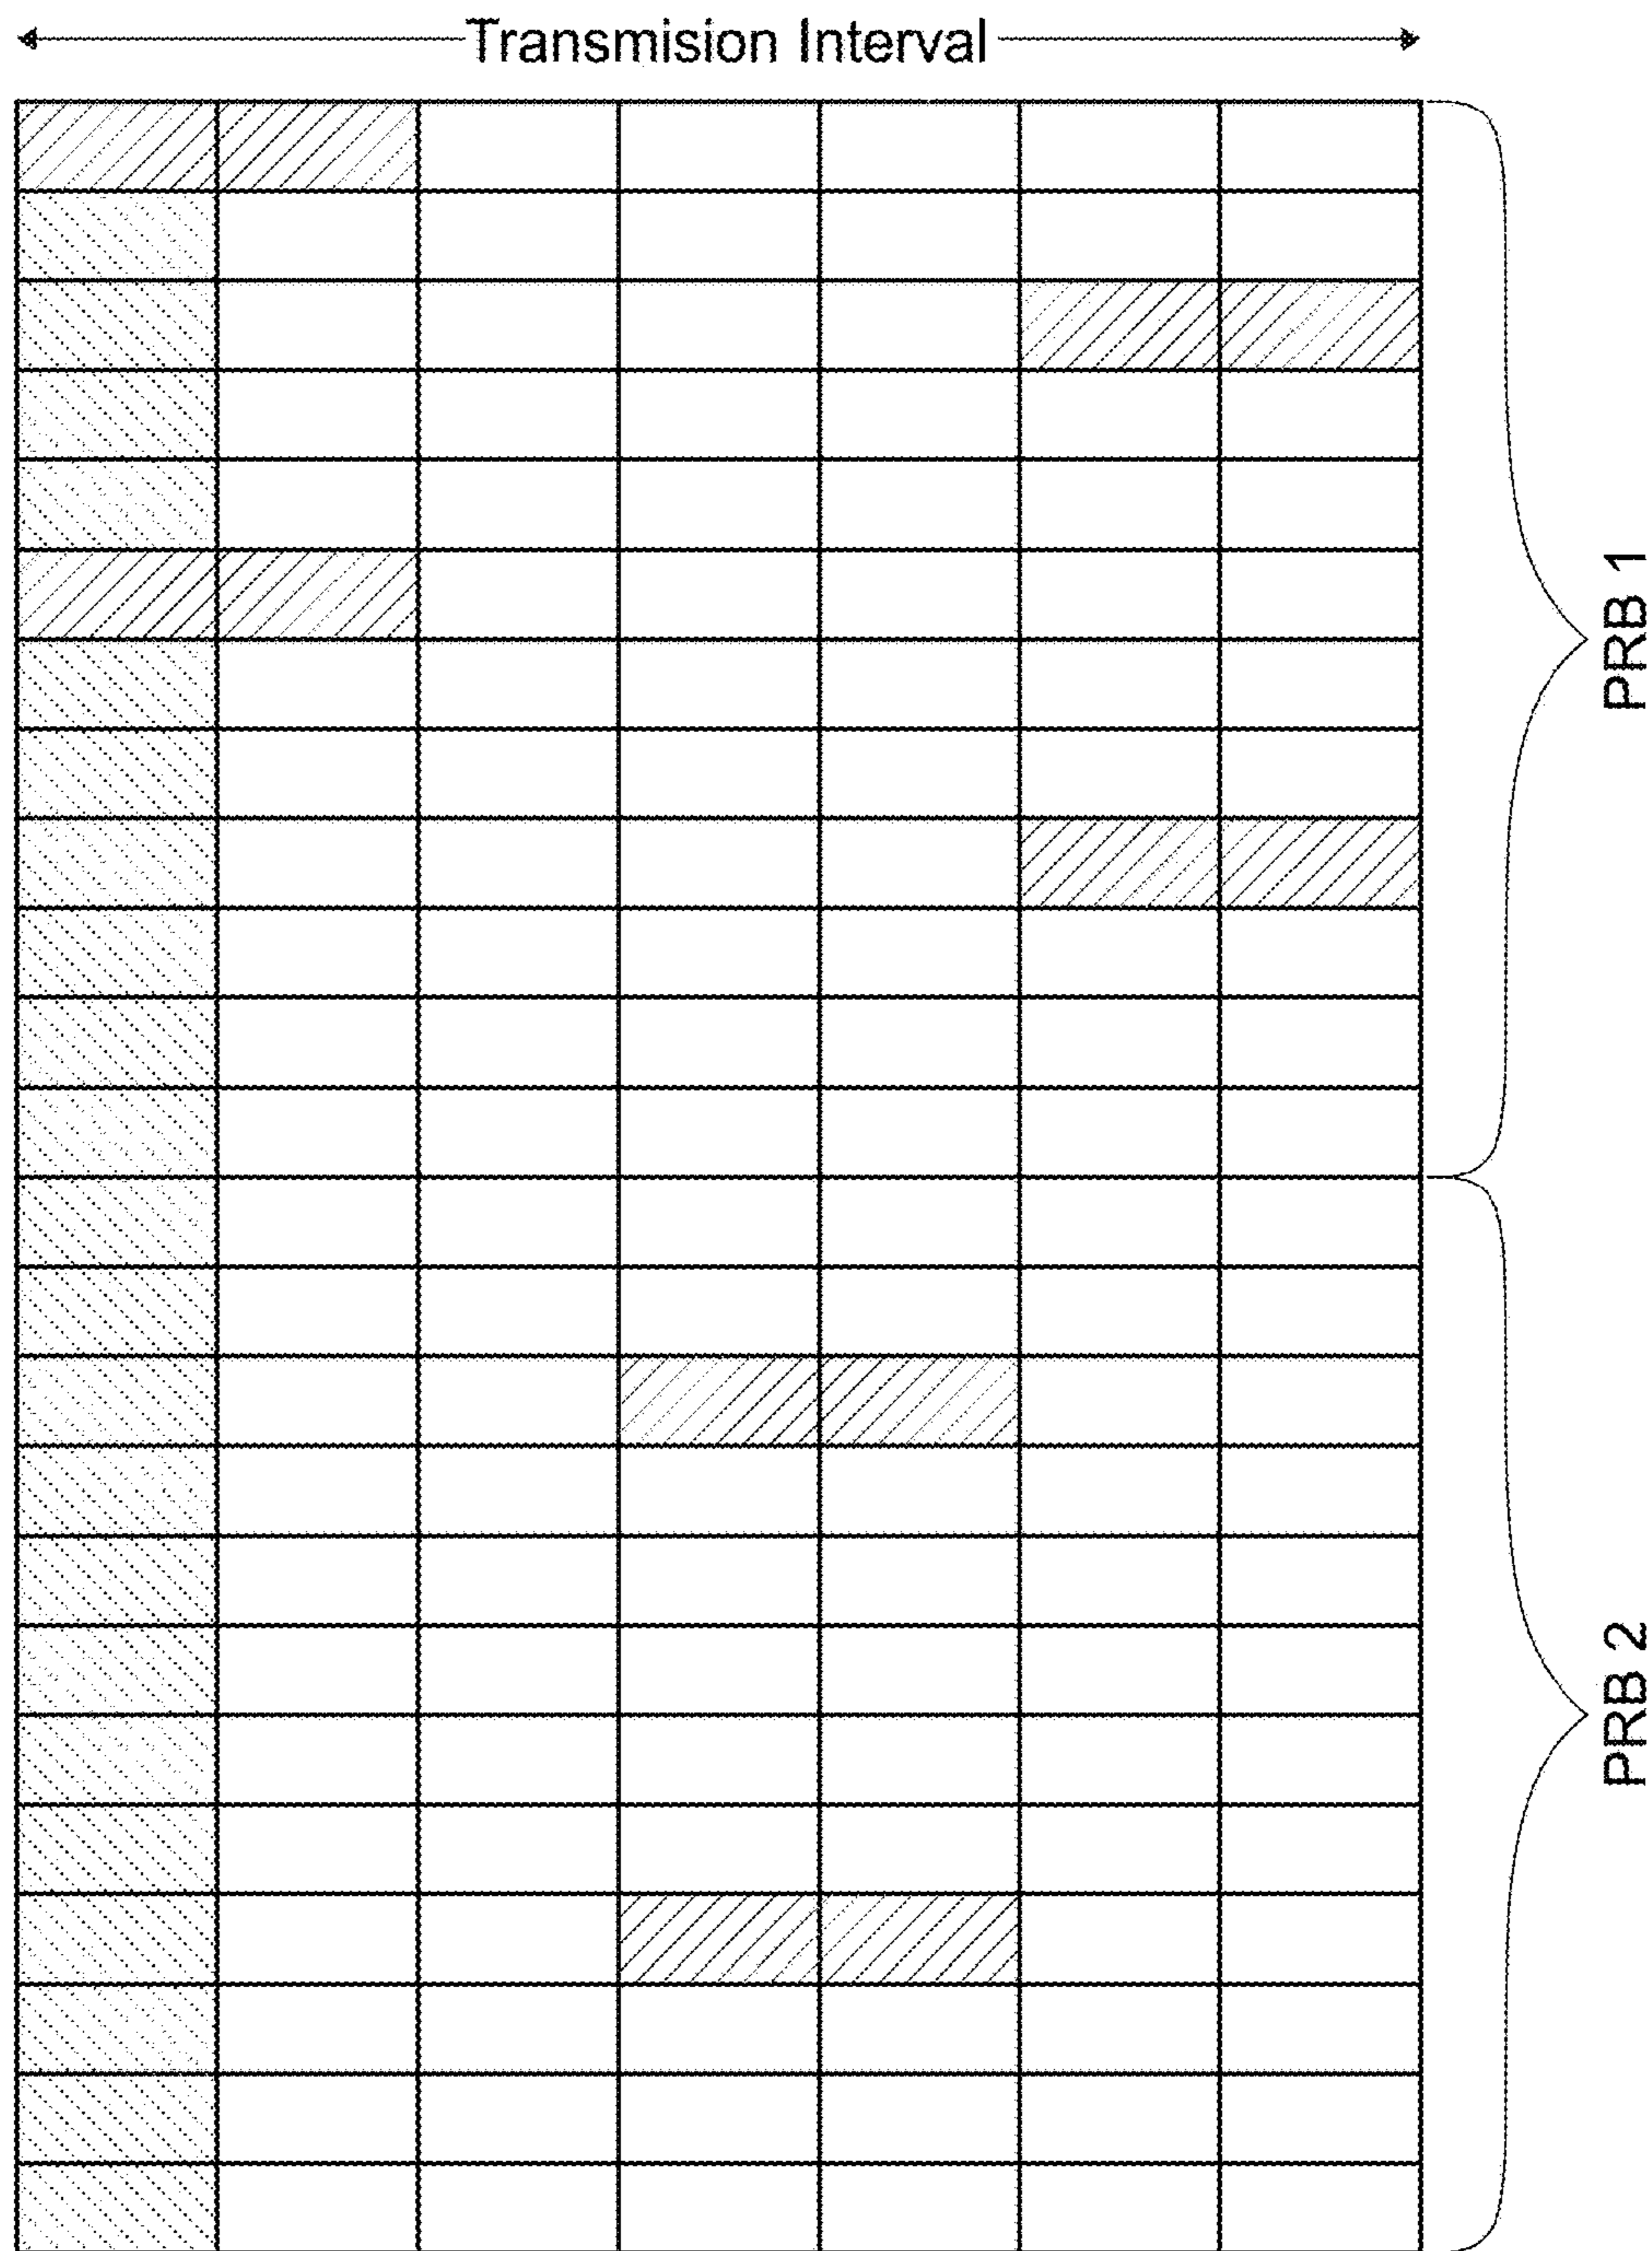 Transmision Interval
PRB 1
PRB 2